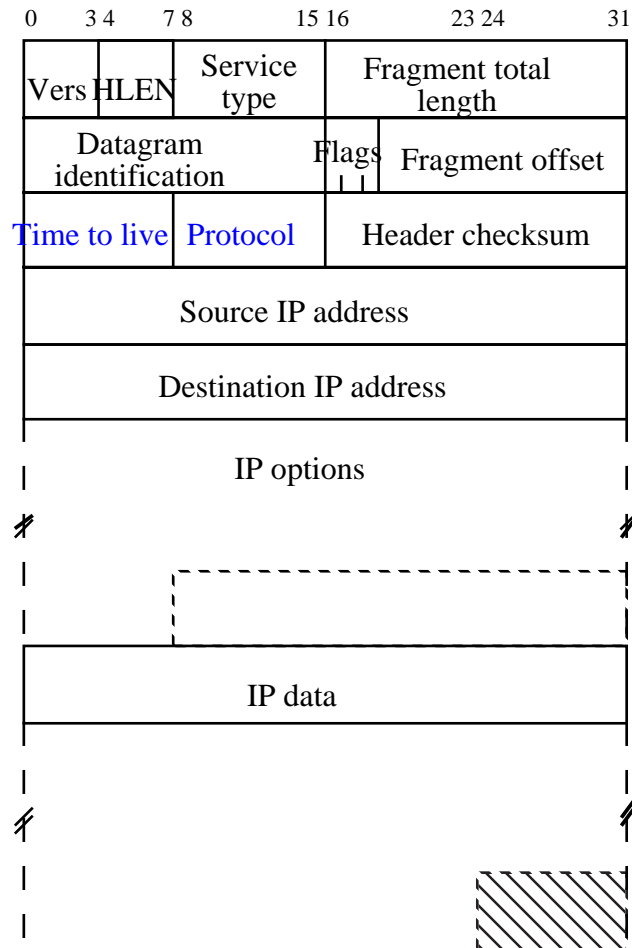 0 3 4 7 8 15 16 23 24 31
Vers HLEN Service type Fragment total length
Datagram identification Flags Fragment offset
Time to live Protocol Header checksum
Source IP address
Destination IP address
IP options
IP data